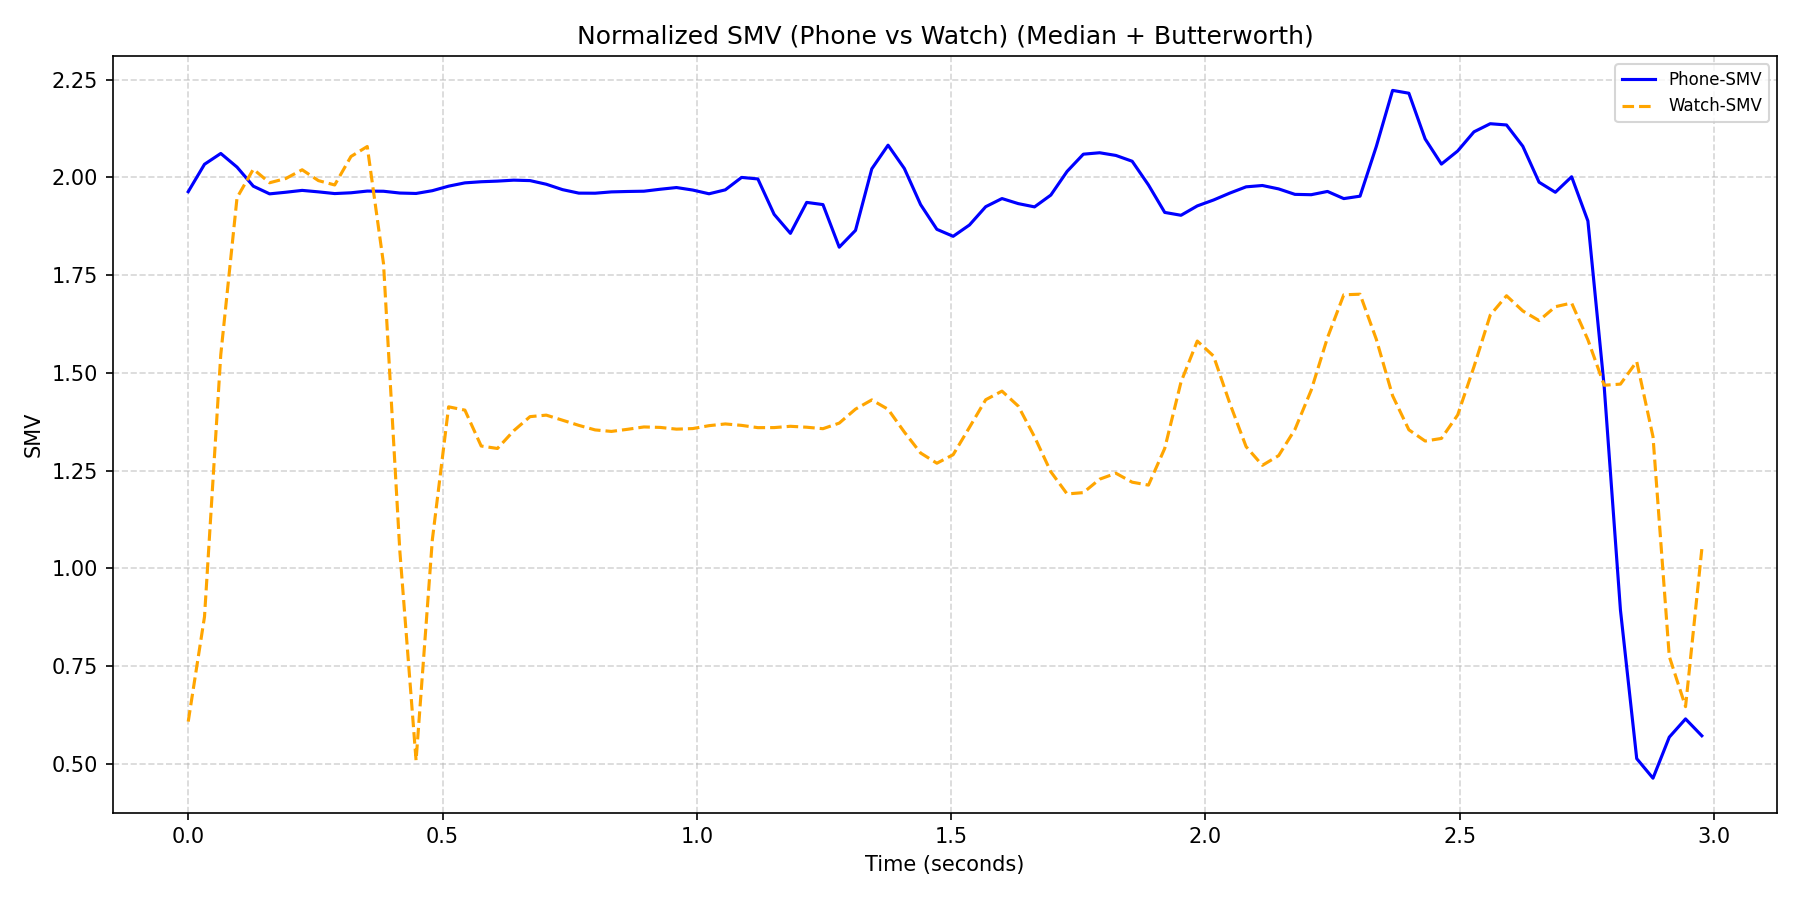 Normalized SMV (Phone vs Watch) (Median + Butterworth)
Phone-SMV
Watch-SMV
2.25
2.00
1.75
1.50
1.25
1.00
0.75
0.50
SMV
0.0 0.5 1.0 1.5 2.0 2.5 3.0
Time (seconds)